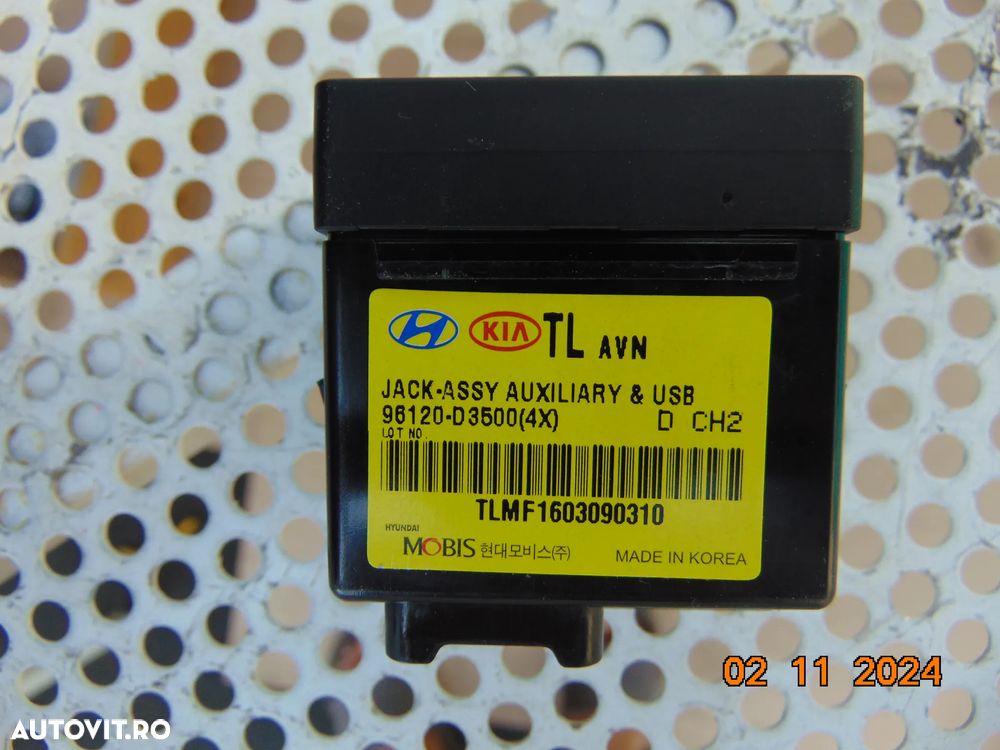 KIA TL AVN
JACK-ASSY AUXILIARY & USB
96120-D3500(4X) D CH2
LOT NO.
TLMF1603090310
HYUNDAI
MOBIS 현대모비스(주) MADE IN KOREA
02 11 2024
AUTOVIT.RO